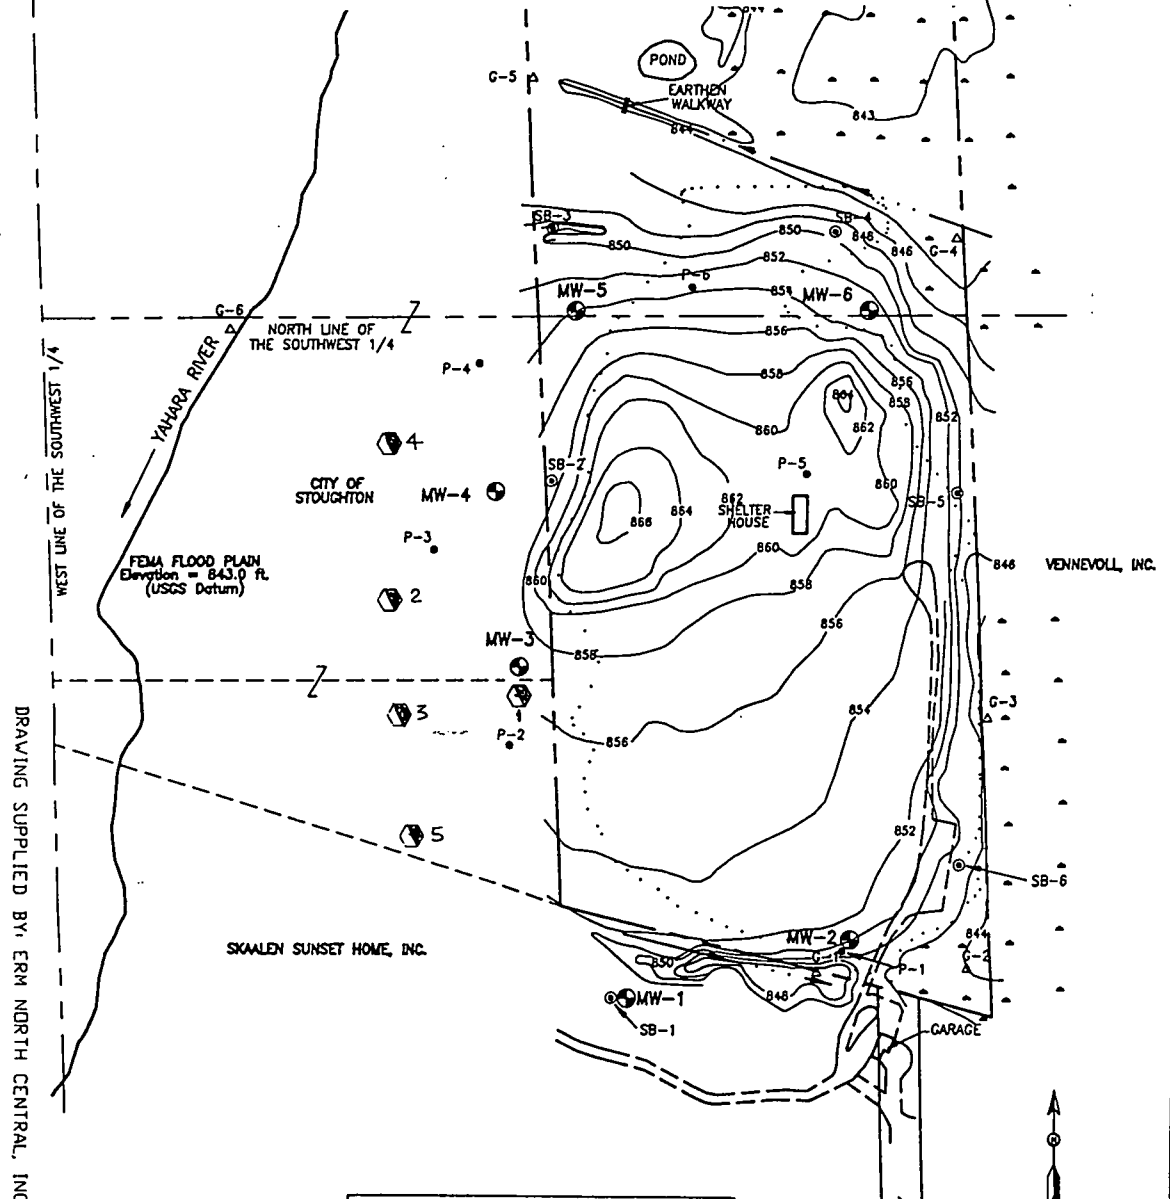 844
POND
G-5
EARTHEN
WALKWAY
844
843
SB-3
SB-4
850
850
848
846
G-4
852
P-6
854
MW-5
MW-6
G-6
NORTH LINE OF
THE SOUTHWEST 1/4
856
WEST LINE OF THE SOUTHWEST 1/4
YAHARA RIVER
P-4
858
856
858
864
852
862
860
4
SB-2
P-5
CITY OF
STOUGHTON
MW-4
860
SB-5
862
864
866
SHELTER
HOUSE
P-3
860
FEMA FLOOD PLAIN
Elevation = 843.0 ft.
(USGS Datum)
846
VENNEVOLL, INC.
860
858
2
856
MW-3
858
G-3
3
1
854
P-2
856
5
852
SB-6
DRAWING SUPPLIED BY: ERM NORTH CENTRAL, INC
SKAALEN SUNSET HOME, INC.
MW-2
844
G-1
G-2
850
P-1
848
MW-1
SB-1
GARAGE